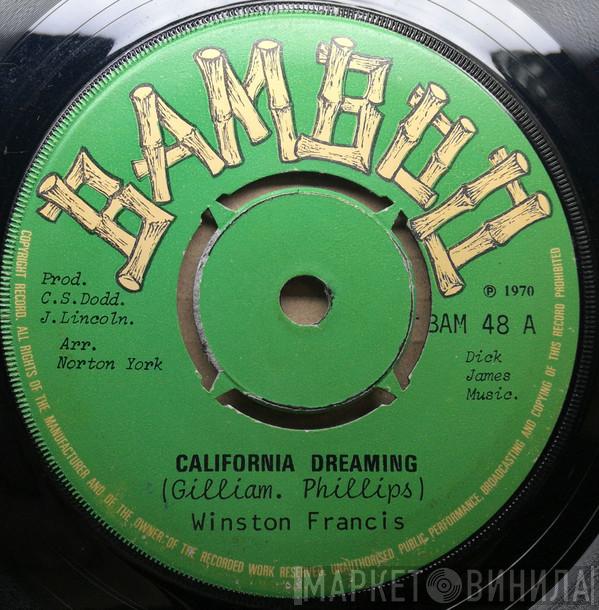 BAMBOO
Prod.
C.S.Dodd.
J.Lincoln.
Arr.
Norton York
℗ 1970
BAM 48 A
Dick
James
Music.
CALIFORNIA DREAMING
(Gilliam. Phillips)
Winston Francis
COPYRIGHT RECORD. ALL RIGHTS OF THE MANUFACTURER AND OF THE OWNER OF THE RECORDED WORK RESERVED. UNAUTHORISED PUBLIC PERFORMANCE BROADCASTING AND COPYING OF THIS RECORD PROHIBITED
МАРКЕТ ВИНИЛА